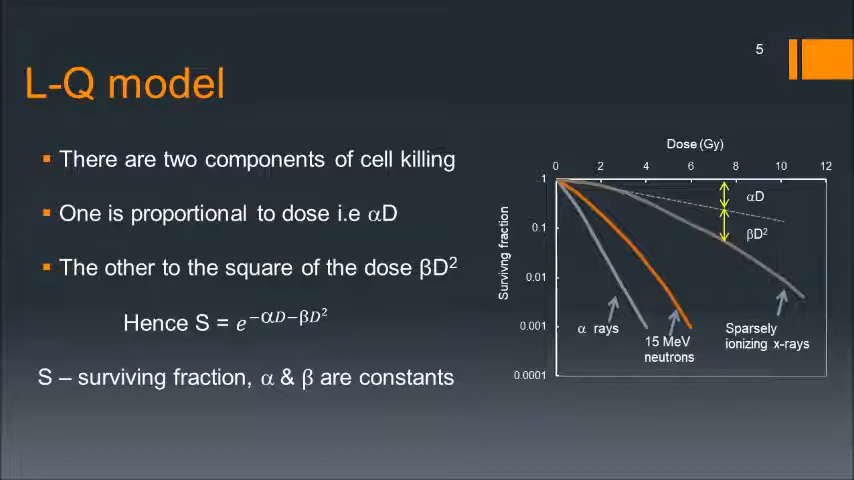 5
L-Q model
There are two components of cell killing
One is proportional to dose i.e αD
The other to the square of the dose βD²
Hence S = e^{−αD−βD²}
S – surviving fraction, α & β are constants
Dose (Gy)
0 2 4 6 8 10 12
1
0.1
0.01
0.001
0.0001
Survivng fraction
αD
βD²
α rays
15 MeV
neutrons
Sparsely
ionizing x-rays